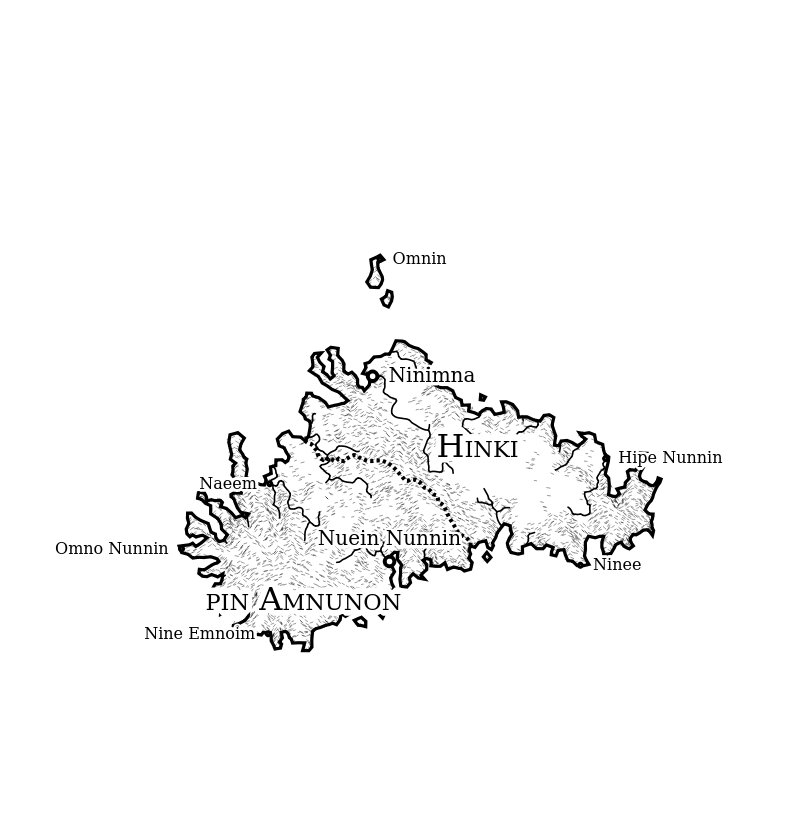 Omnin
Ninimna
Hinki
Hipe Nunnin
Naeem
Nuein Nunnin
Omno Nunnin
Ninee
pin Amnunon
Nine Emnoim